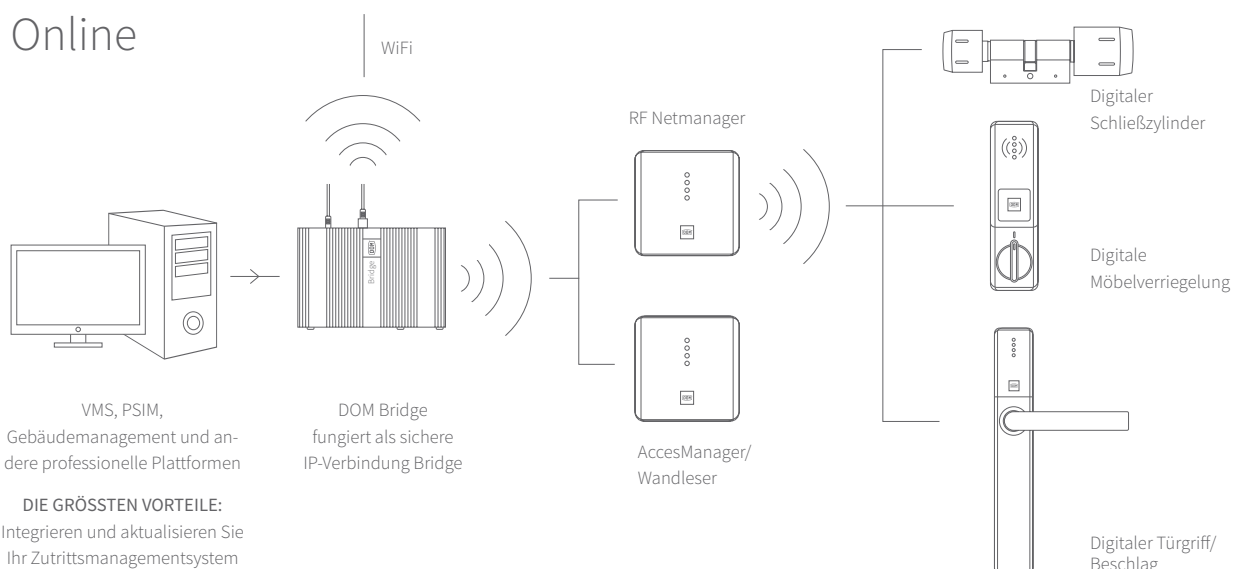 Online
WiFi
RF Netmanager
Digitaler
Schließzylinder
Bridge
DOM
Digitale
Möbelverriegelung
VMS, PSIM,
Gebäudemanagement und an-
dere professionelle Plattformen
DOM Bridge
fungiert als sichere
IP-Verbindung Bridge
AccesManager/
Wandleser
DIE GRÖSSTEN VORTEILE:
Integrieren und aktualisieren Sie
Ihr Zutrittsmanagementsystem
Digitaler Türgriff/
Beschlag